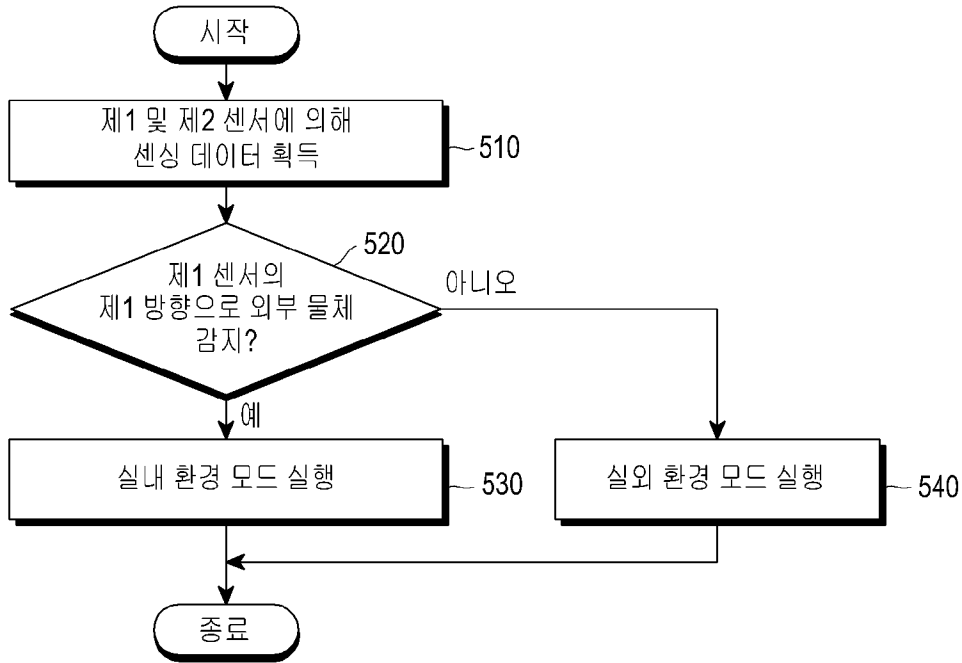 시작
제1 및 제2 센서에 의해
센싱 데이터 획득
510
520
제1 센서의
제1 방향으로 외부 물체
감지?
아니오
예
실내 환경 모드 실행
530
실외 환경 모드 실행
540
종료